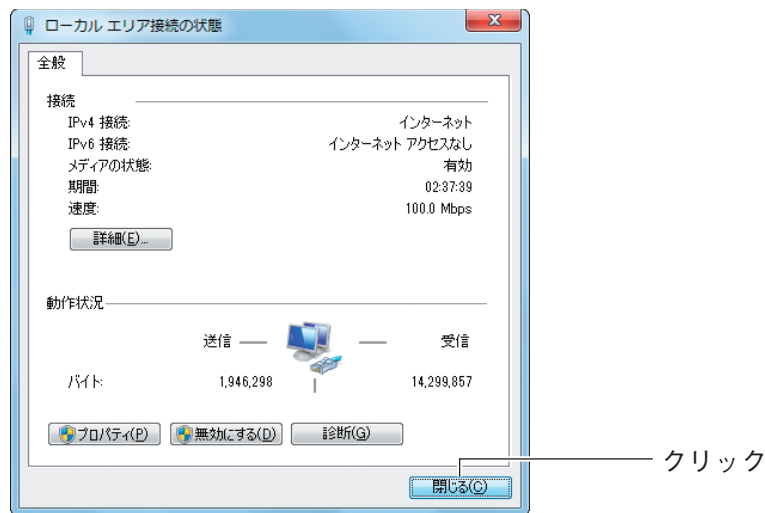 ローカル エリア接続の状態
全般
接続
IPv4 接続: インターネット
IPv6 接続: インターネット アクセスなし
メディアの状態: 有効
期間: 02:37:39
速度: 100.0 Mbps
詳細(E)...
動作状況
送信 受信
バイト: 1,946,298 14,299,857
プロパティ(P) 無効にする(D) 診断(G)
クリック
閉じる(C)